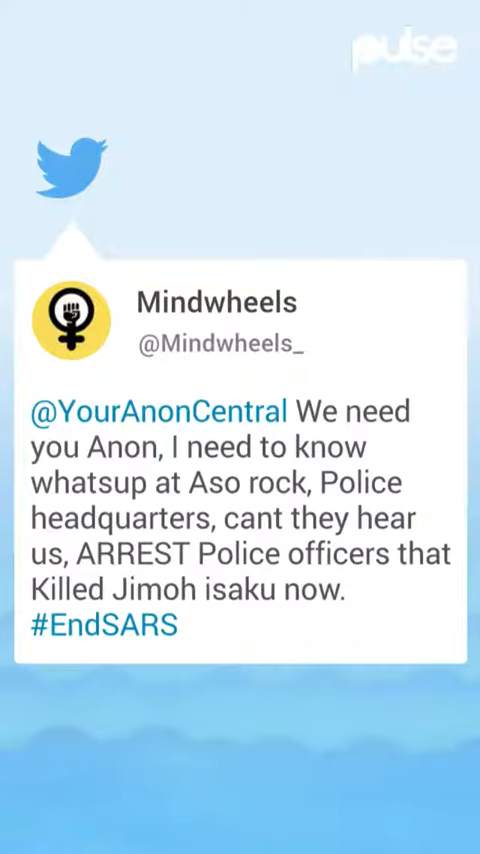 pulse
Mindwheels
@Mindwheels_
@YourAnonCentral We need
you Anon, I need to know
whatsup at Aso rock, Police
headquarters, cant they hear
us, ARREST Police officers that
Killed Jimoh isaku now.
#EndSARS